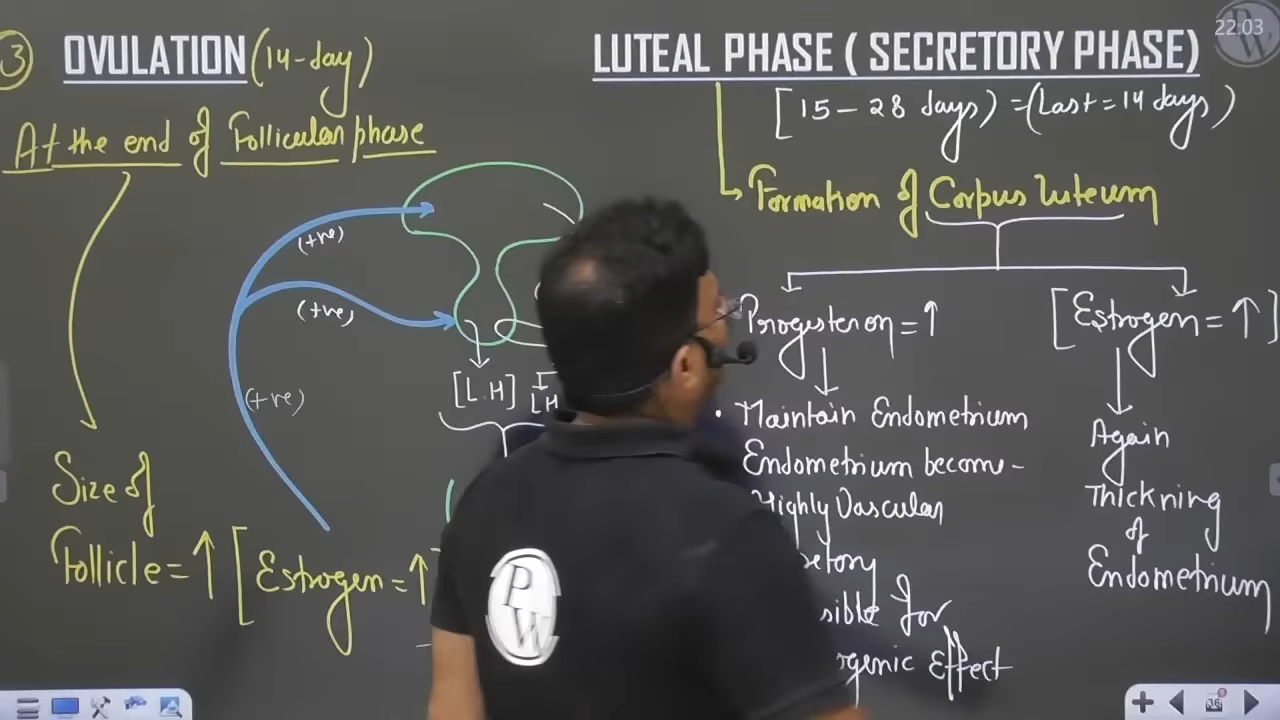 22:03
3 OVULATION (14-day)
At the end of Follicular phase
(+ve)
(+ve)
(+ve)
[L.H]
Size of
Follicle = ↑ [Estrogen = ↑
LUTEAL PHASE ( SECRETORY PHASE)
[15 – 28 days) = (Last = 14 days)
Formation of Corpus luteum
Progesteron = ↑
• Maintain Endometrium
Endometrium become -
Highly Vascular
for
Effect
[Estrogen = ↑]
Again
Thickning
of
Endometrium
P
W